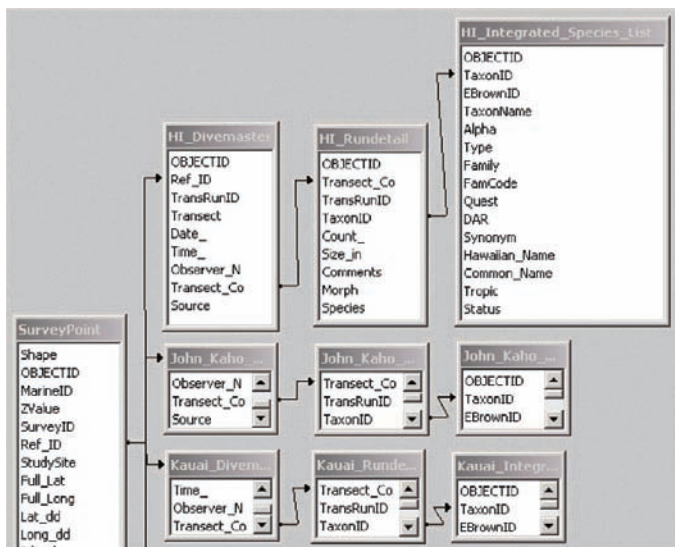 HI_Integrated_Species_List
OBJECTID
TaxonID
EBrownID
TaxonName
Alpha
Type
Family
FamCode
Quest
DAR
Synonym
Hawaiian_Name
Common_Name
Tropic
Status
HI_Divemaster
OBJECTID
Ref_ID
TransRunID
Transect
Date_
Time_
Observer_N
Transect_Co
Source
HI_Rundetail
OBJECTID
Transect_Co
TransRunID
TaxonID
Count_
Size_in
Comments
Morph
Species
SurveyPoint
Shape
OBJECTID
MarineID
ZValue
SurveyID
Ref_ID
StudySite
Full_Lat
Full_Long
Lat_dd
Long_dd
John_Kaho_...
Observer_N
Transect_Co
Source
John_Kaho_...
Transect_Co
TransRunID
TaxonID
John_Kaho_...
OBJECTID
TaxonID
EBrownID
Kauai_Divem...
Time_
Observer_N
Transect_Co
Kauai_Runde...
Transect_Co
TransRunID
TaxonID
Kauai_Integr...
OBJECTID
TaxonID
EBrownID